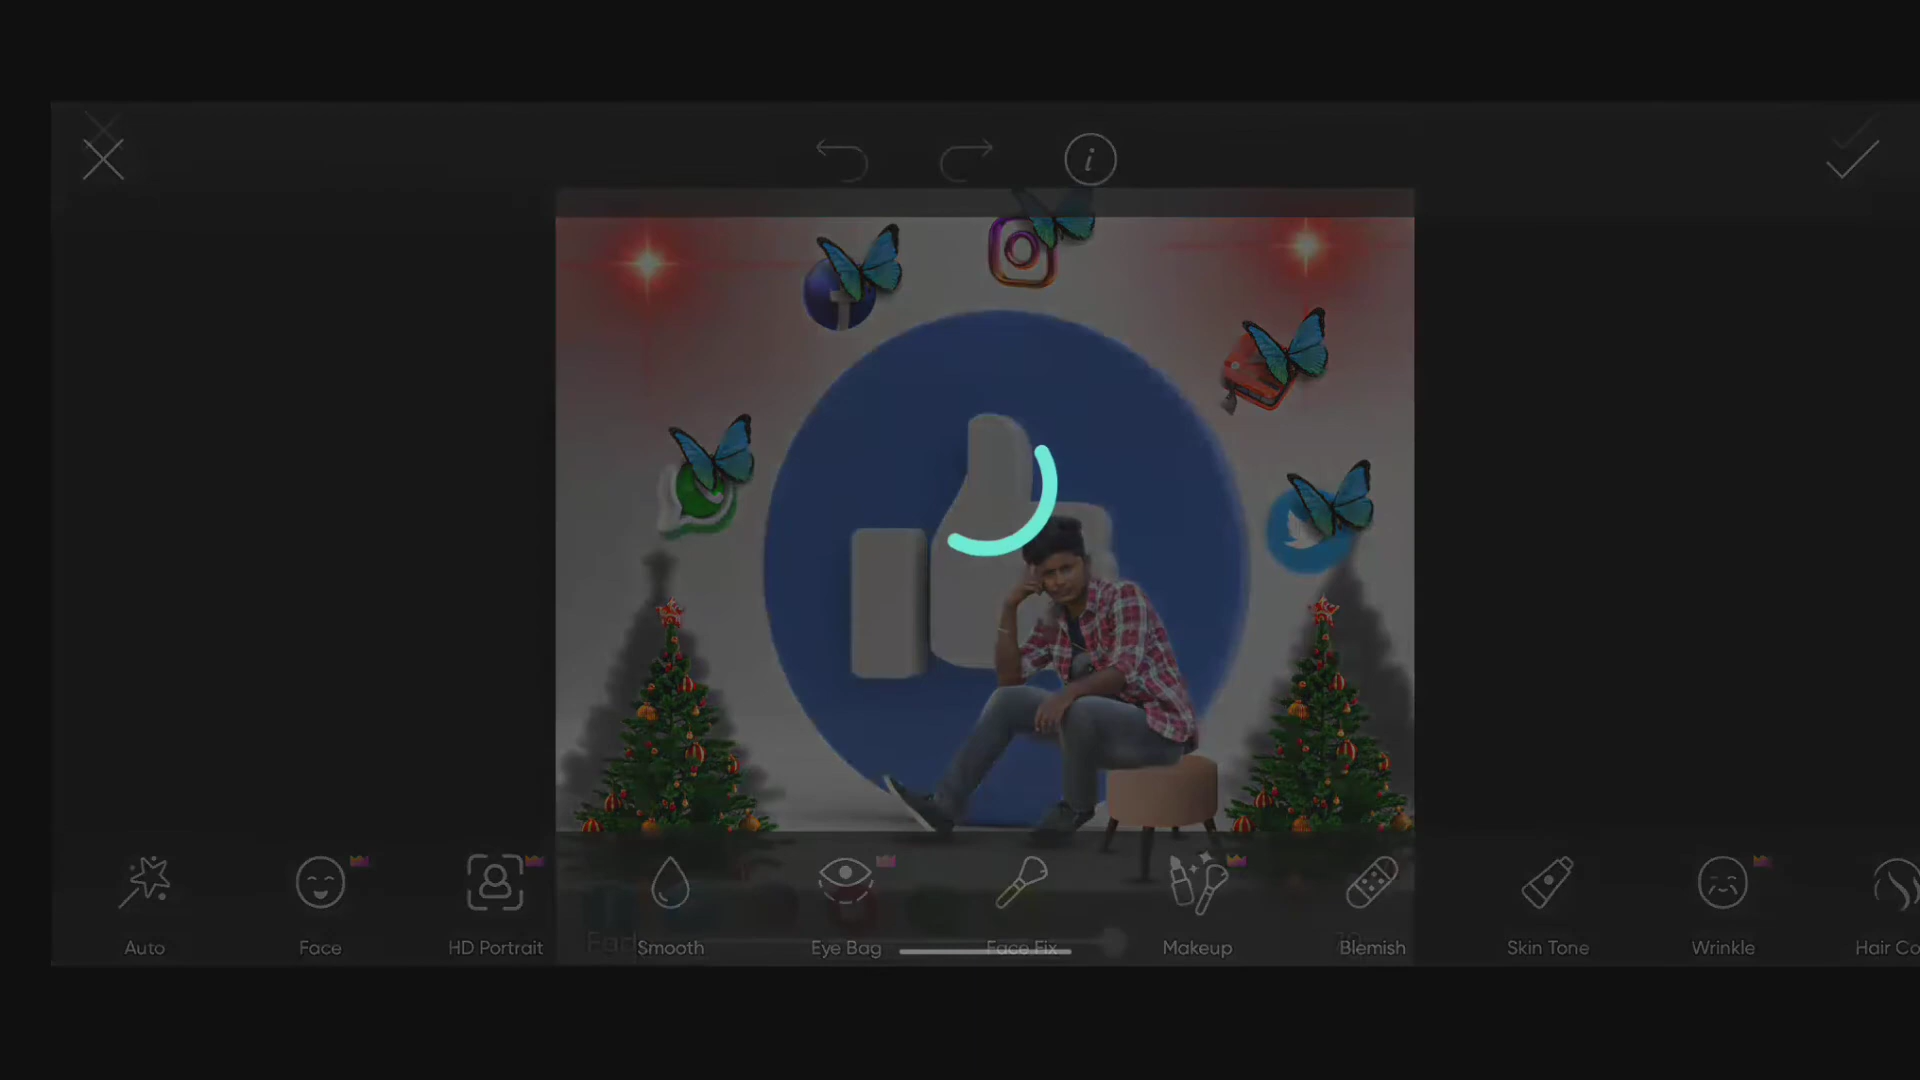 Auto
Face
HD Portrait
Smooth
Eye Bag
Face Fix
Makeup
Blemish
Skin Tone
Wrinkle
Hair Co